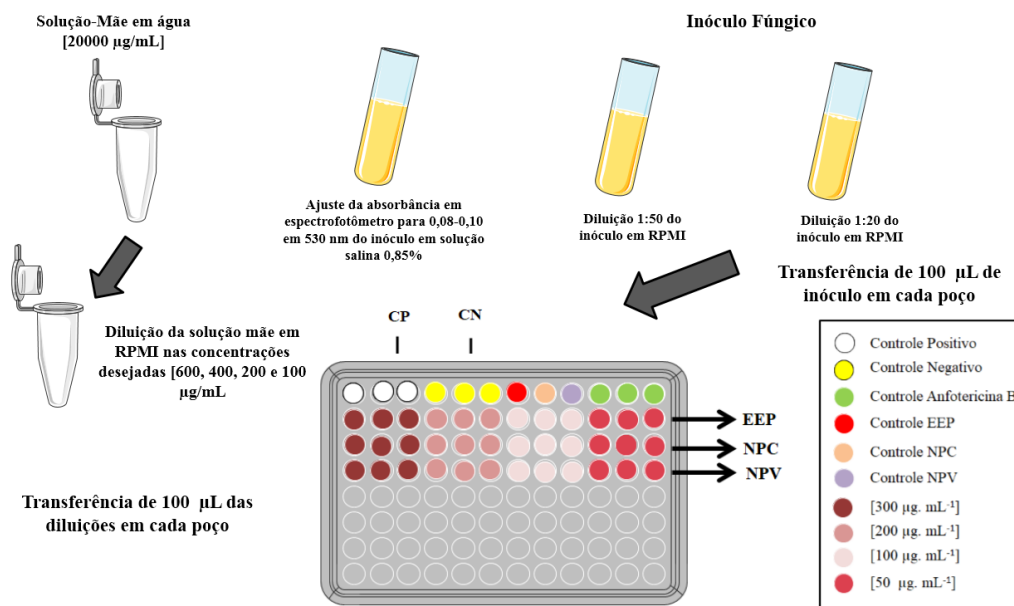 Solução-Mãe em água
[20000 µg/mL]
Inóculo Fúngico
Ajuste da absorbância em
espectrofotômetro para 0,08-0,10
em 530 nm do inóculo em solução
salina 0,85%
Diluição 1:50 do
inóculo em RPMI
Diluição 1:20 do
inóculo em RPMI
Transferência de 100 µL de
inóculo em cada poço
Diluição da solução mãe em
RPMI nas concentrações
desejadas [600, 400, 200 e 100
µg/mL
CP
CN
EEP
NPC
NPV
Transferência de 100 µL das
diluições em cada poço
Controle Positivo
Controle Negativo
Controle Anfotericina B
Controle EEP
Controle NPC
Controle NPV
[300 µg. mL⁻¹]
[200 µg. mL⁻¹]
[100 µg. mL⁻¹]
[50 µg. mL⁻¹]